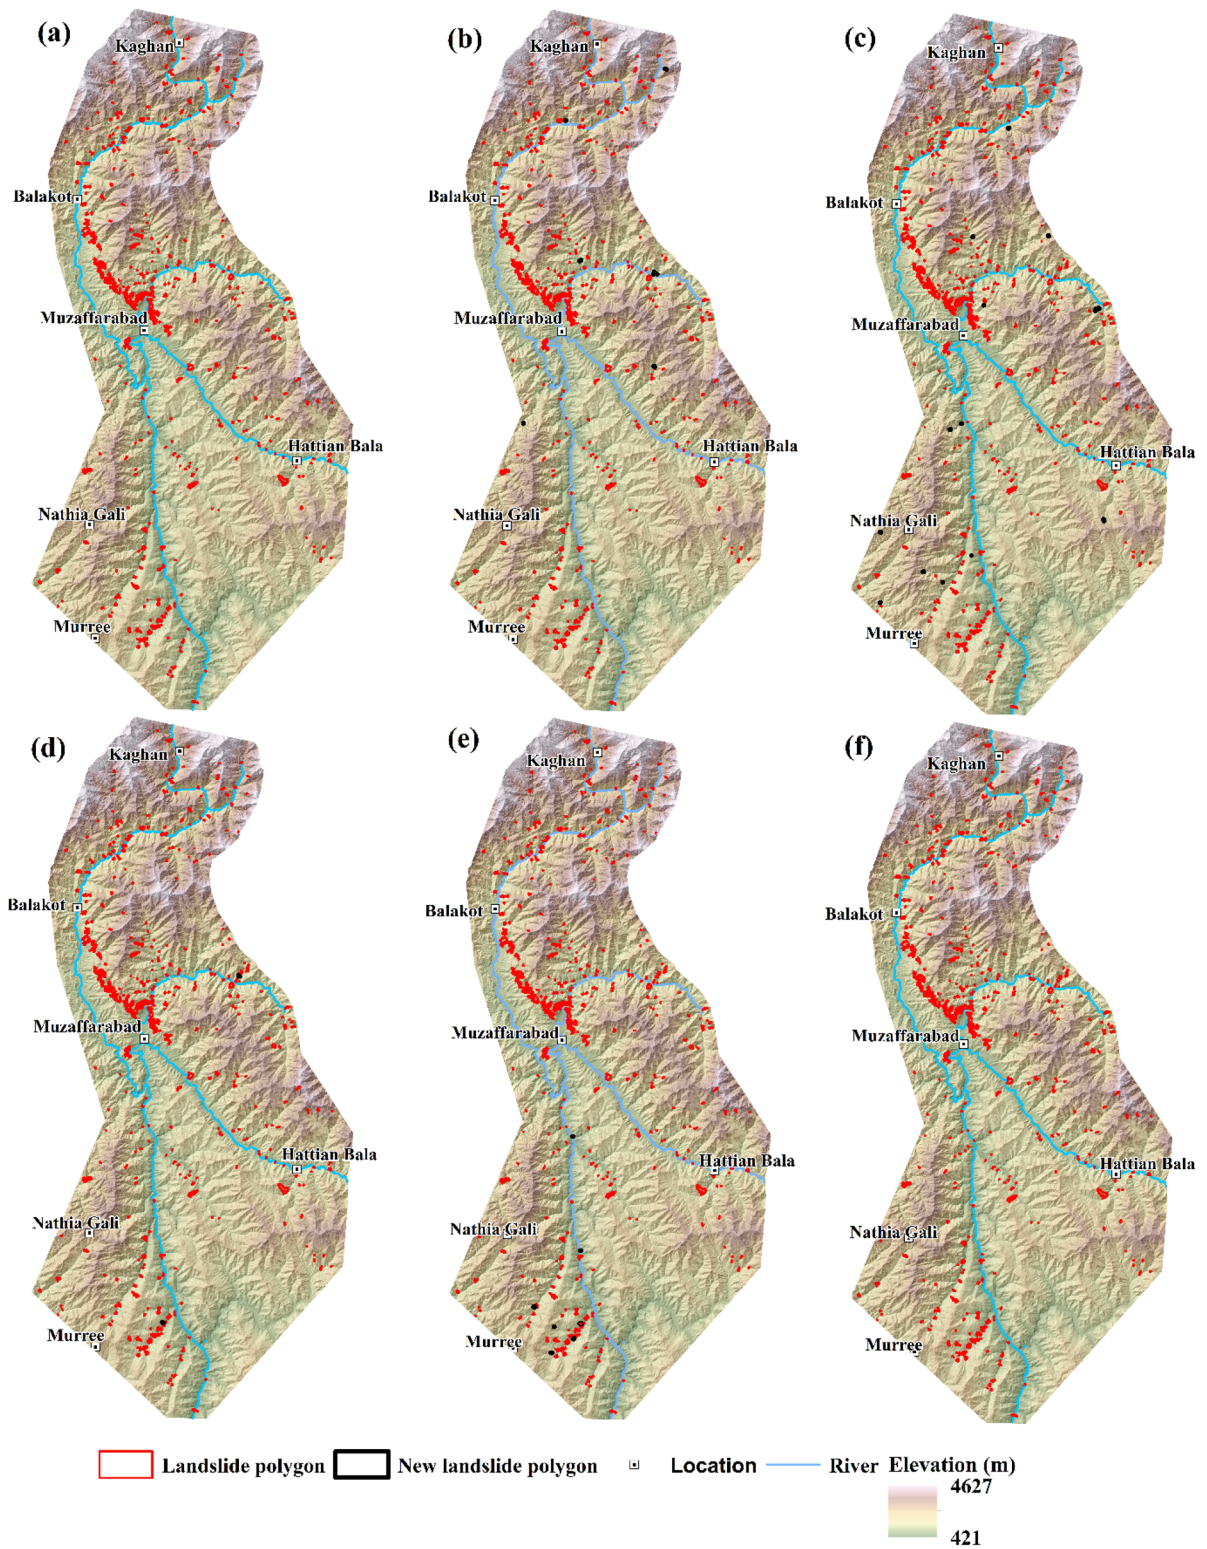 (a)
Kaghan
Balakot
Muzaffarabad
Hattian Bala
Nathia Gali
Murree
(b)
Kaghan
Balakot
Muzaffarabad
Hattian Bala
Nathia Gali
Murree
(c)
Kaghan
Balakot
Muzaffarabad
Hattian Bala
Nathia Gali
Murree
(d)
Kaghan
Balakot
Muzaffarabad
Hattian Bala
Nathia Gali
Murree
(e)
Kaghan
Balakot
Muzaffarabad
Hattian Bala
Nathia Gali
Murree
(f)
Kaghan
Balakot
Muzaffarabad
Hattian Bala
Nathia Gali
Murree
Landslide polygon New landslide polygon Location River Elevation (m)
4627
421